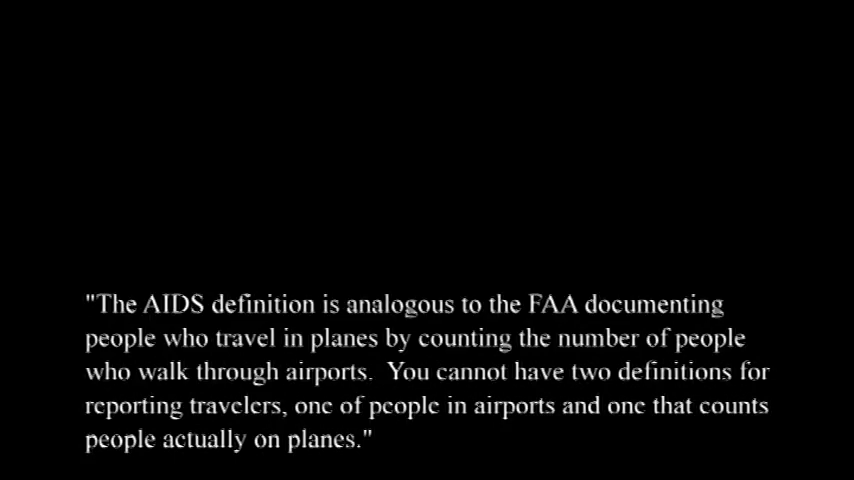 "The AIDS definition is analogous to the FAA documenting
people who travel in planes by counting the number of people
who walk through airports.  You cannot have two definitions for
reporting travelers, one of people in airports and one that counts
people actually on planes."